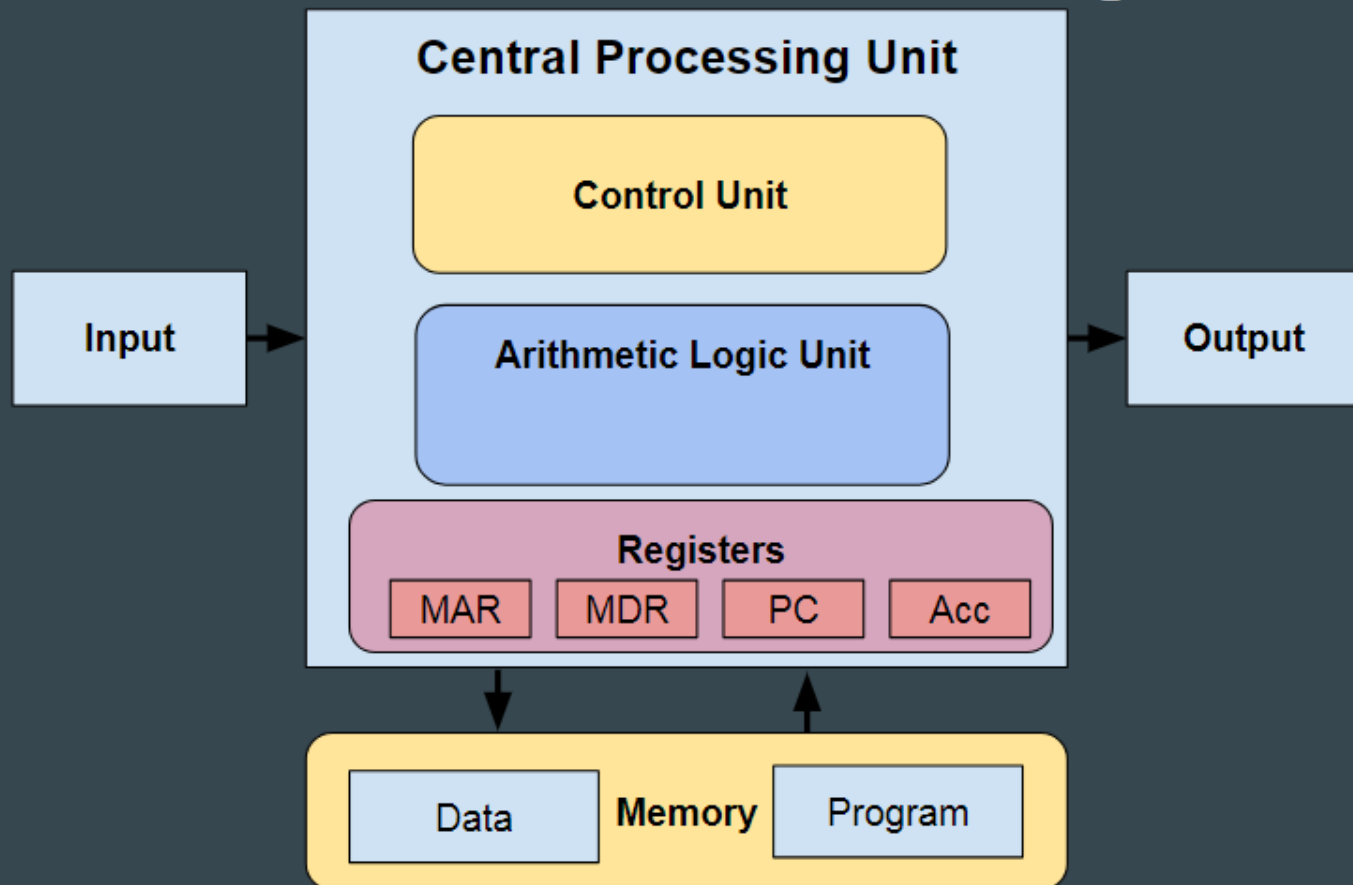 Central Processing Unit
Control Unit
Input
Arithmetic Logic Unit
Output
Registers
MAR MDR PC Acc
Data Memory Program